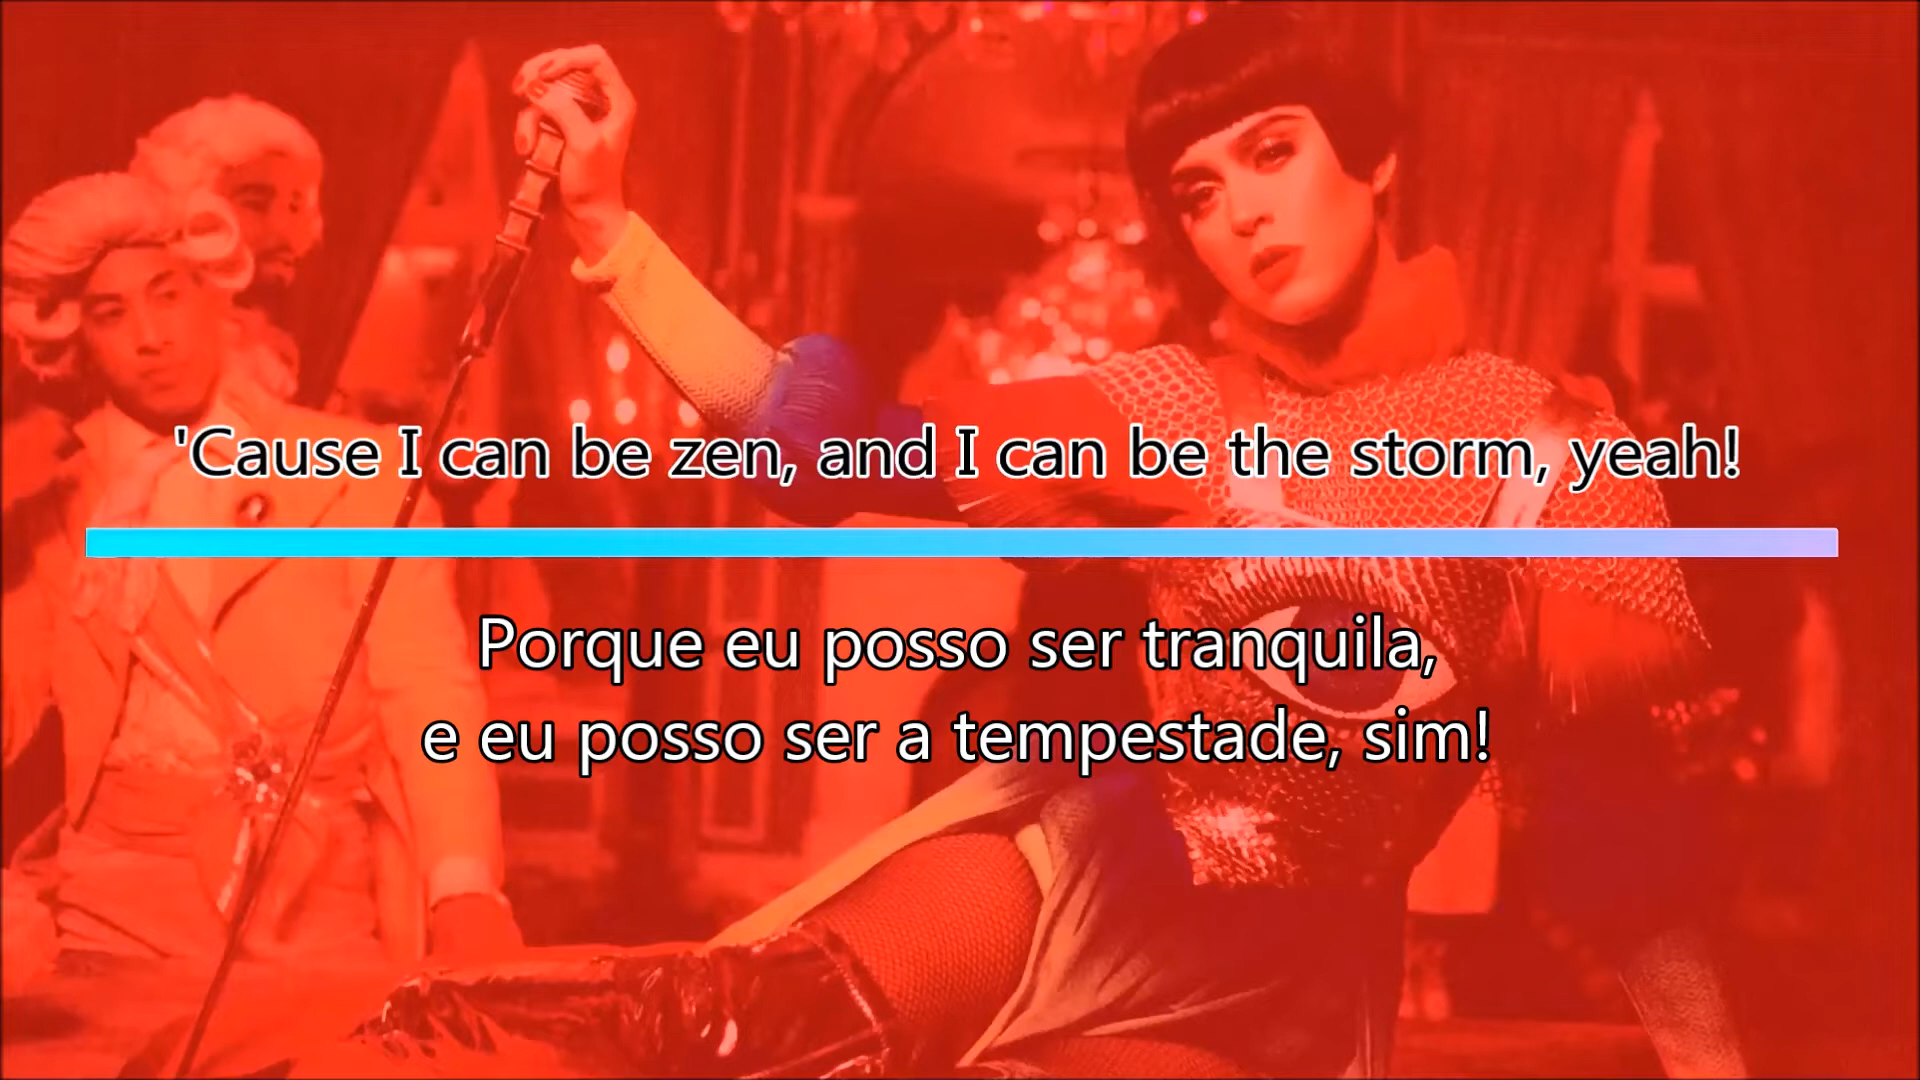 'Cause I can be zen, and I can be the storm, yeah!
Porque eu posso ser tranquila,
e eu posso ser a tempestade, sim!